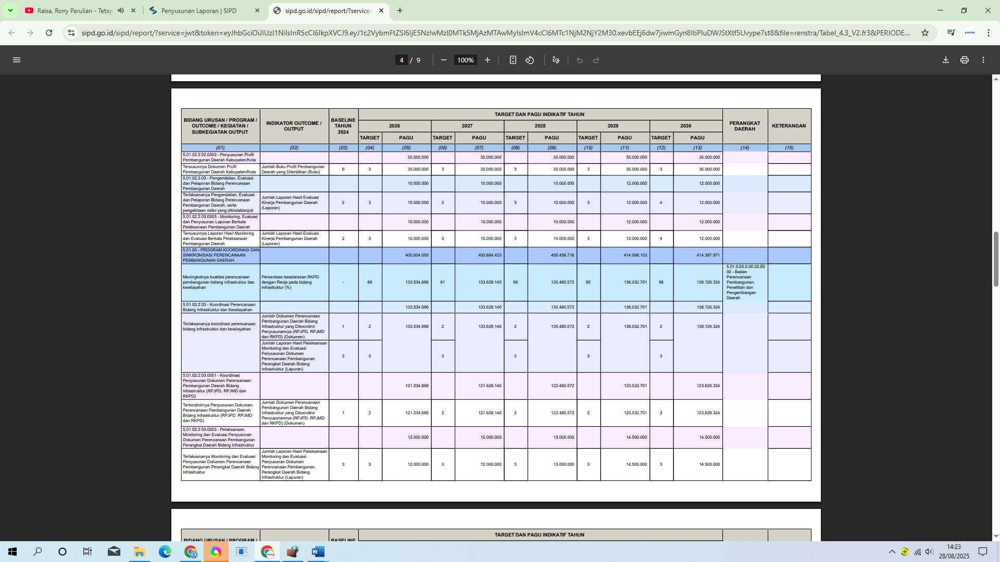 Raisa, Rony Parulian - Tetap
Penyusunan Laporan | SIPD
sipd.go.id/sipd/report/?service=
4 / 9
100%
TARGET DAN PAGU INDIKATIF TAHUN
BIDANG URUSAN / PROGRAM /
OUTCOME / KEGIATAN /
SUBKEGIATAN OUTPUT
INDIKATOR OUTCOME /
OUTPUT
BASELINE
TAHUN
2024
2026 2027 2028 2029 2030
PERANGKAT
DAERAH
KETERANGAN
TARGET PAGU TARGET PAGU TARGET PAGU TARGET PAGU TARGET PAGU
(01) (02) (03) (04) (05) (06) (07) (08) (09) (10) (11) (12) (13) (14) (15)
5.01.02.2.02.0003 - Penyusunan Profil
Pembangunan Daerah Kabupaten/Kota
35.000.000 35.000.000 35.000.000 35.000.000 35.000.000
Tersusunnya Dokumen Profil
Pembangunan Daerah Kabupaten/Kota
Jumlah Buku Profil Pembangunan
Daerah yang Diterbitkan (Buku)
6 3 35.000.000 3 35.000.000 3 35.000.000 3 35.000.000 3 35.000.000
5.01.02.2.03 - Pengendalian, Evaluasi
dan Pelaporan Bidang Perencanaan
Pembangunan Daerah
10.000.000 10.000.000 10.000.000 12.000.000 12.000.000
Terlaksananya Pengendalian, Evaluasi
dan Pelaporan Bidang Perencanaan
Pembangunan Daerah, serta
pengelolaan risiko yang ditindaklanjuti
Jumlah Laporan Hasil Evaluasi
Kinerja Pembangunan Daerah
(Laporan)
2 3 10.000.000 3 10.000.000 3 10.000.000 3 12.000.000 4 12.000.000
5.01.02.2.03.0003 - Monitoring, Evaluasi
dan Penyusunan Laporan Berkala
Pelaksanaan Pembangunan Daerah
10.000.000 10.000.000 10.000.000 12.000.000 12.000.000
Tersusunnya Laporan Hasil Monitoring
dan Evaluasi Berkala Pelaksanaan
Pembangunan Daerah
Jumlah Laporan Hasil Evaluasi
Kinerja Pembangunan Daerah
(Laporan)
2 3 10.000.000 3 10.000.000 3 10.000.000 3 12.000.000 4 12.000.000
5.01.03 - PROGRAM KOORDINASI DAN
SINKRONISASI PERENCANAAN
PEMBANGUNAN DAERAH
400.604.000 400.884.423 406.456.716 414.098.103 414.387.971
Meningkatnya kualitas perencanaan
pembangunan bidang infrastruktur dan
kewilayahan
Persentase keselarasan RKPD
dengan Renja pada bidang
infrastruktur (%)
- 88 133.534.666 91 133.628.140 93 135.485.572 95 138.032.701 98 138.129.324
5.01.5.05.0.00.02.00
00 - Badan
Perencanaan
Pembangunan,
Penelitian dan
Pengembangan
Daerah
5.01.03.2.03 - Koordinasi Perencanaan
Bidang Infrastruktur dan Kewilayahan
133.534.666 133.628.140 135.485.572 138.032.701 138.129.324
Terlaksananya koordinasi perencanaan
bidang infrastruktur dan kewilayahan
Jumlah Dokumen Perencanaan
Pembangunan Daerah Bidang
Infrastruktur yang Dikoordinir
Penyusunannya (RPJPD. RPJMD
dan RKPD) (Dokumen)
1 2 133.534.666 2 133.628.140 2 135.485.572 2 138.032.701 2 138.129.324
Jumlah Laporan Hasil Pelaksanaan
Monitoring dan Evaluasi
Penyusunan Dokumen
Perencanaan Pembangunan
Perangkat Daerah Bidang
Infrastruktur (Laporan)
3 3 3 3 3 3
5.01.03.2.03.0001 - Koordinasi
Penyusunan Dokumen Perencanaan
Pembangunan Daerah Bidang
Infrastruktur (RPJPD, RPJMD dan
RKPD)
121.534.666 121.628.140 122.485.572 123.532.701 123.629.324
Terkordinirnya Penyusunan Dokumen
Perencanaan Pembangunan Daerah
Bidang Infrastruktur (RPJPD. RPJMD
dan RKPD)
Jumlah Dokumen Perencanaan
Pembangunan Daerah Bidang
Infrastruktur yang Dikoordinir
Penyusunannya (RPJPD. RPJMD
dan RKPD) (Dokumen)
1 2 121.534.666 2 121.628.140 2 122.485.572 2 123.532.701 2 123.629.324
5.01.03.2.03.0003 - Pelaksanaan
Monitoring dan Evaluasi Penyusunan
Dokumen Perencanaan Pembangunan
Perangkat Daerah Bidang Infrastruktur
12.000.000 12.000.000 13.000.000 14.500.000 14.500.000
Terlaksananya Monitoring dan Evaluasi
Penyusunan Dokumen Perencanaan
Pembangunan Perangkat Daerah Bidang
Infrastruktur
Jumlah Laporan Hasil Pelaksanaan
Monitoring dan Evaluasi
Penyusunan Dokumen
Perencanaan Pembangunan
Perangkat Daerah Bidang
Infrastruktur (Laporan)
3 3 12.000.000 3 12.000.000 3 13.000.000 3 14.500.000 3 14.500.000
TARGET DAN PAGU INDIKATIF TAHUN
BIDANG URUSAN / PROGRAM /
BASELINE
14:23
28/08/2025